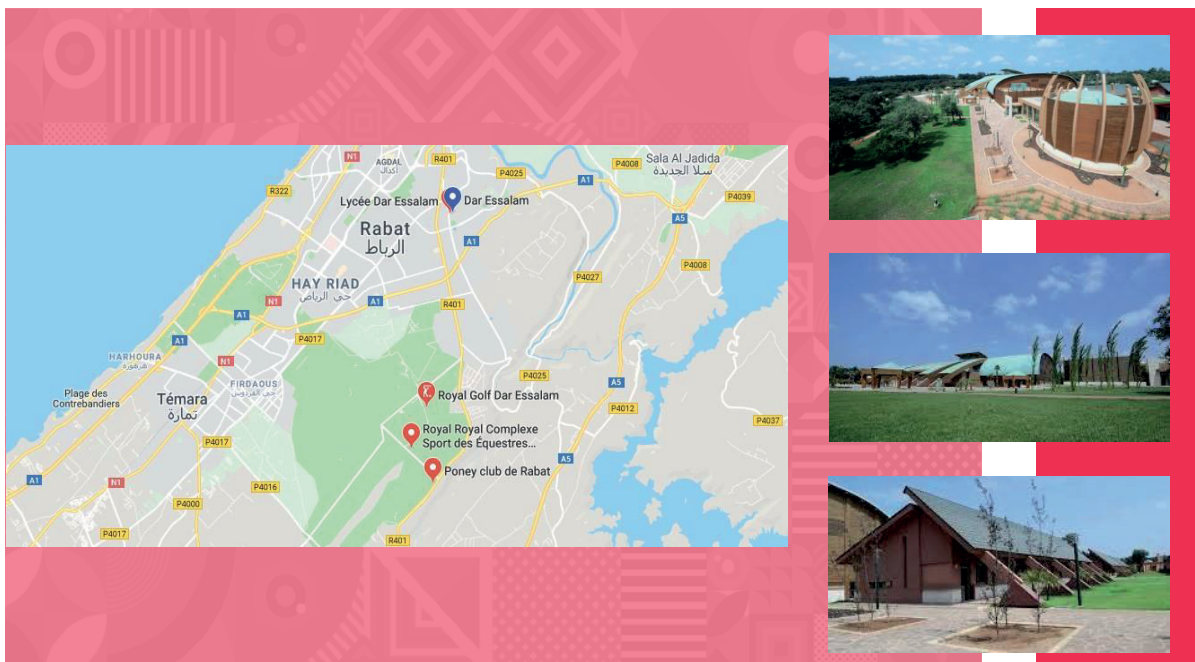 N1
AGDAL
أكدال
R401
P4025
P4008
Sala Al Jadida
سلا الجديدة
A1
R322
Lycée Dar Essalam
Dar Essalam
P4039
A5
Rabat
الرباط
A1
P4008
HAY RIAD
حي الرياض
P4027
N1
A1
R401
A1
A1
P4017
HARHOURA
هرهورة
N1
P4025
FIRDAOUS
حي الفردوس
A5
Plage des
Contrebandiers
Témara
تمارة
Royal Golf Dar Essalam
P4012
P4037
Royal Royal Complexe
Sport des Équestres...
P4017
A5
Poney club de Rabat
A1
N1
P4016
P4000
P4017
R401